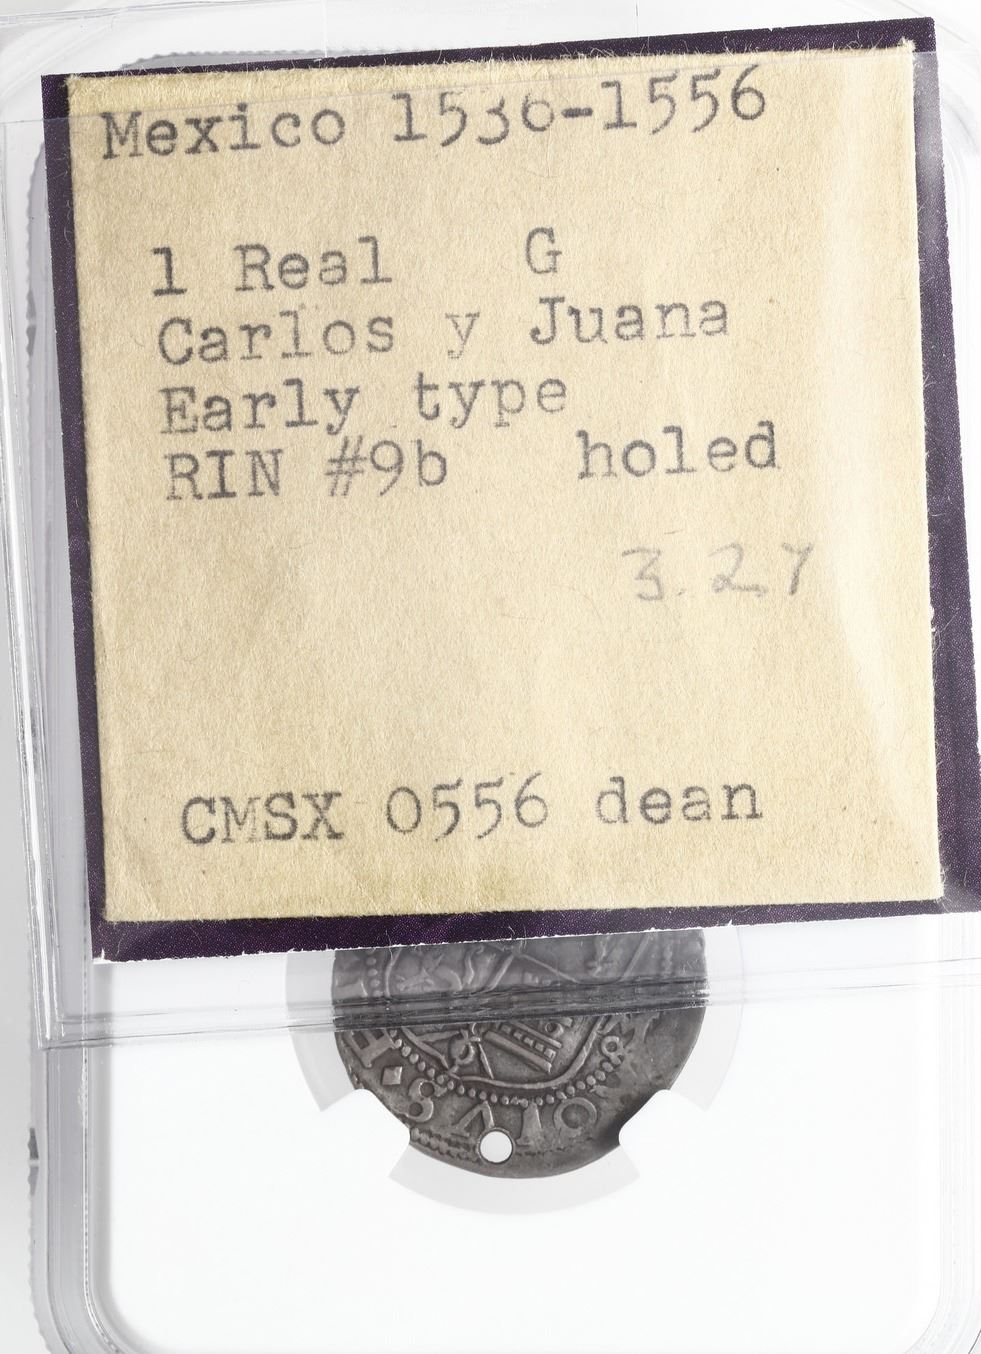 Mexico 1536-1556
1 Real G
Carlos y Juana
Early type
RIN #9b holed
3.27
CMSX 0556 dean